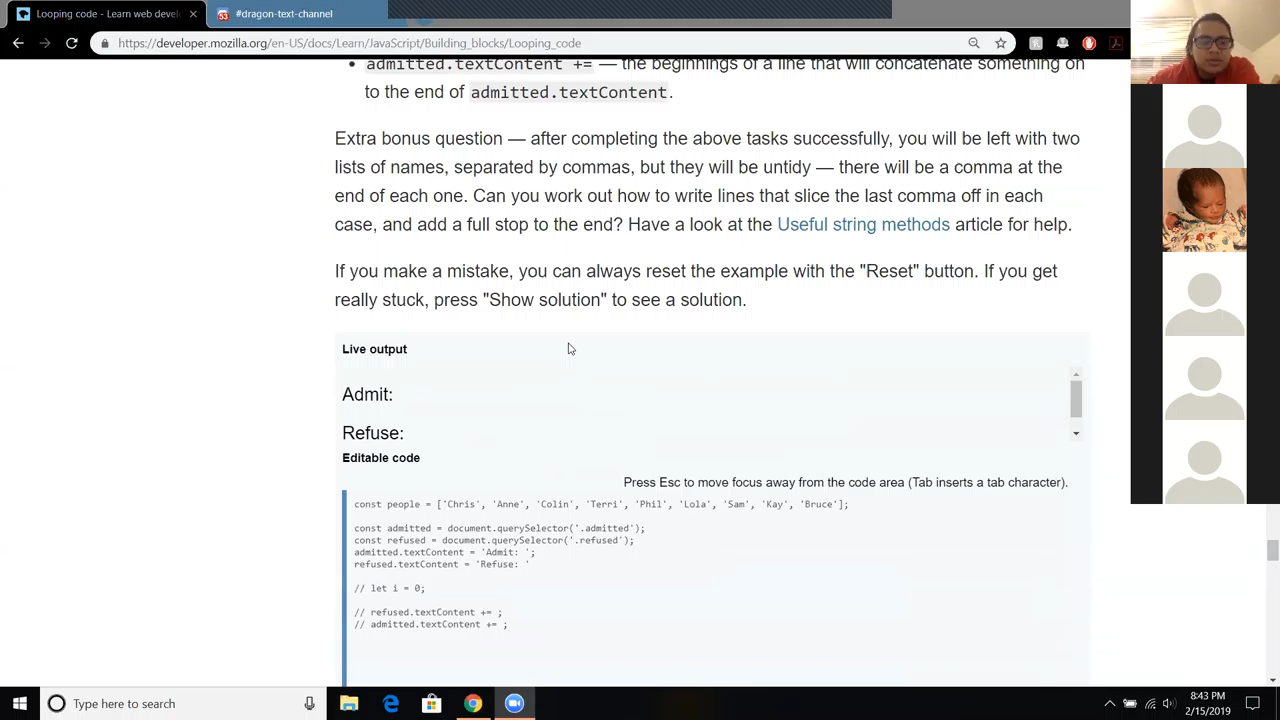 Looping code - Learn web devel
53 #dragon-text-channel
https://developer.mozilla.org/en-US/docs/Learn/JavaScript/Building_blocks/Looping_code
admitted.textContent += — the beginnings of a line that will concatenate something on
to the end of admitted.textContent.
Extra bonus question — after completing the above tasks successfully, you will be left with two
lists of names, separated by commas, but they will be untidy — there will be a comma at the
end of each one. Can you work out how to write lines that slice the last comma off in each
case, and add a full stop to the end? Have a look at the Useful string methods article for help.
If you make a mistake, you can always reset the example with the "Reset" button. If you get
really stuck, press "Show solution" to see a solution.
Live output
Admit:
Refuse:
Editable code
Press Esc to move focus away from the code area (Tab inserts a tab character).
const people = ['Chris', 'Anne', 'Colin', 'Terri', 'Phil', 'Lola', 'Sam', 'Kay', 'Bruce'];
const admitted = document.querySelector('.admitted');
const refused = document.querySelector('.refused');
admitted.textContent = 'Admit: ';
refused.textContent = 'Refuse: '
// let i = 0;
// refused.textContent += ;
// admitted.textContent += ;
Type here to search
8:43 PM
2/15/2019